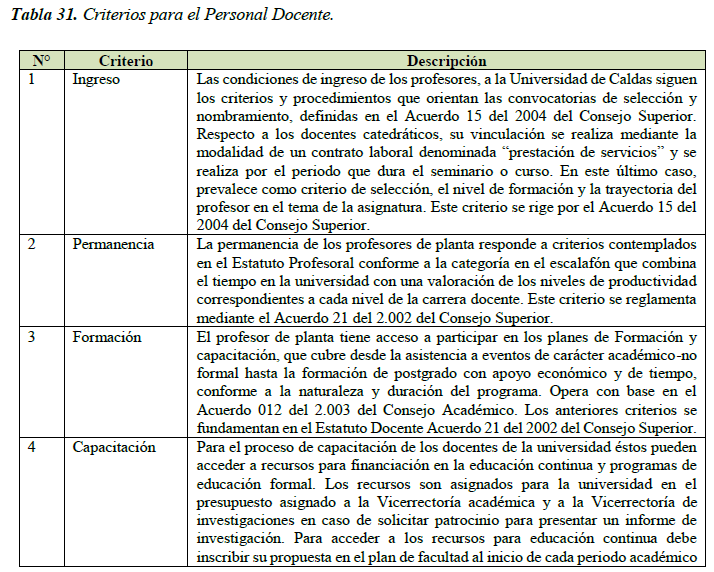 Tabla 31. Criterios para el Personal Docente.
N° Criterio Descripción
1 Ingreso Las condiciones de ingreso de los profesores, a la Universidad de Caldas siguen
los criterios y procedimientos que orientan las convocatorias de selección y
nombramiento, definidas en el Acuerdo 15 del 2004 del Consejo Superior.
Respecto a los docentes catedráticos, su vinculación se realiza mediante la
modalidad de un contrato laboral denominada “prestación de servicios” y se
realiza por el periodo que dura el seminario o curso. En este último caso,
prevalece como criterio de selección, el nivel de formación y la trayectoria del
profesor en el tema de la asignatura. Este criterio se rige por el Acuerdo 15 del
2004 del Consejo Superior.
2 Permanencia La permanencia de los profesores de planta responde a criterios contemplados
en el Estatuto Profesoral conforme a la categoría en el escalafón que combina
el tiempo en la universidad con una valoración de los niveles de productividad
correspondientes a cada nivel de la carrera docente. Este criterio se reglamenta
mediante el Acuerdo 21 del 2.002 del Consejo Superior.
3 Formación El profesor de planta tiene acceso a participar en los planes de Formación y
capacitación, que cubre desde la asistencia a eventos de carácter académico-no
formal hasta la formación de postgrado con apoyo económico y de tiempo,
conforme a la naturaleza y duración del programa. Opera con base en el
Acuerdo 012 del 2.003 del Consejo Académico. Los anteriores criterios se
fundamentan en el Estatuto Docente Acuerdo 21 del 2002 del Consejo Superior.
4 Capacitación Para el proceso de capacitación de los docentes de la universidad éstos pueden
acceder a recursos para financiación en la educación continua y programas de
educación formal. Los recursos son asignados para la universidad en el
presupuesto asignado a la Vicerrectoría académica y a la Vicerrectoría de
investigaciones en caso de solicitar patrocinio para presentar un informe de
investigación. Para acceder a los recursos para educación continua debe
inscribir su propuesta en el plan de facultad al inicio de cada periodo académico